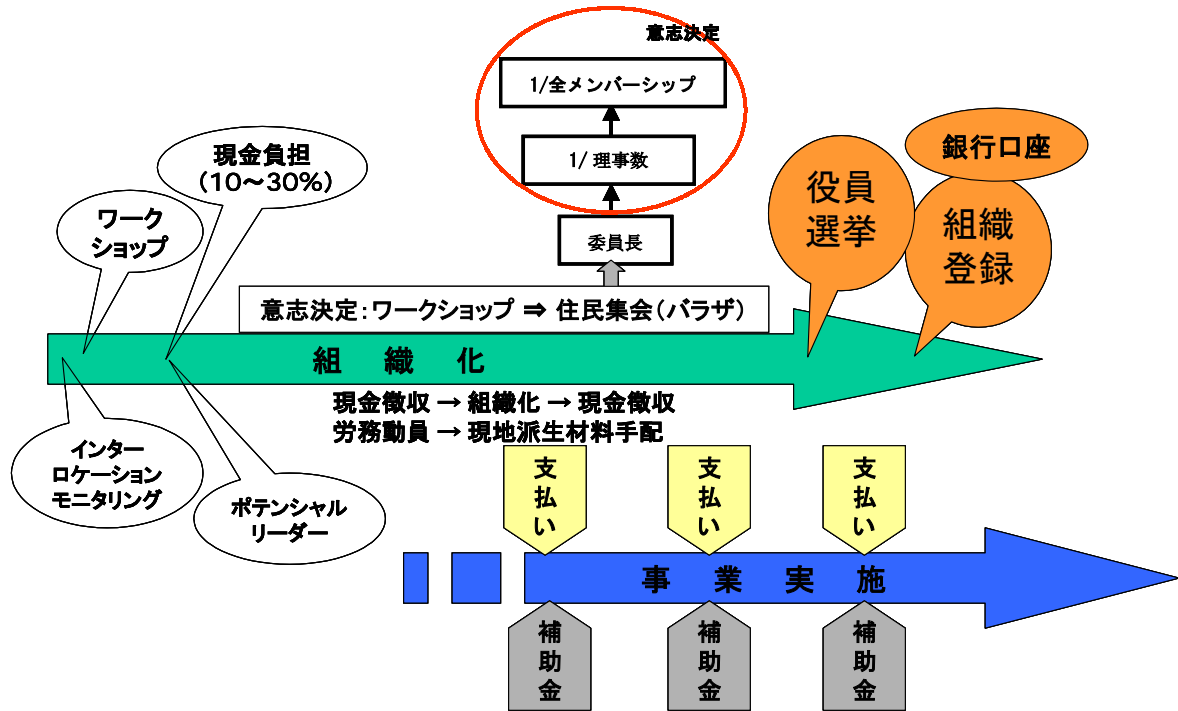 意志決定
1/全メンバーシップ
1/ 理事数
委員長
現金負担
（10～30%）
ワーク
ショップ
銀行口座
役員
選挙
組織
登録
意志決定：ワークショップ ⇒ 住民集会（バラザ）
組 織 化
現金徴収 → 組織化 → 現金徴収
労務動員 → 現地派生材料手配
インター
ロケーション
モニタリング
ポテンシャル
リーダー
支払い
支払い
支払い
事 業 実 施
補助金
補助金
補助金